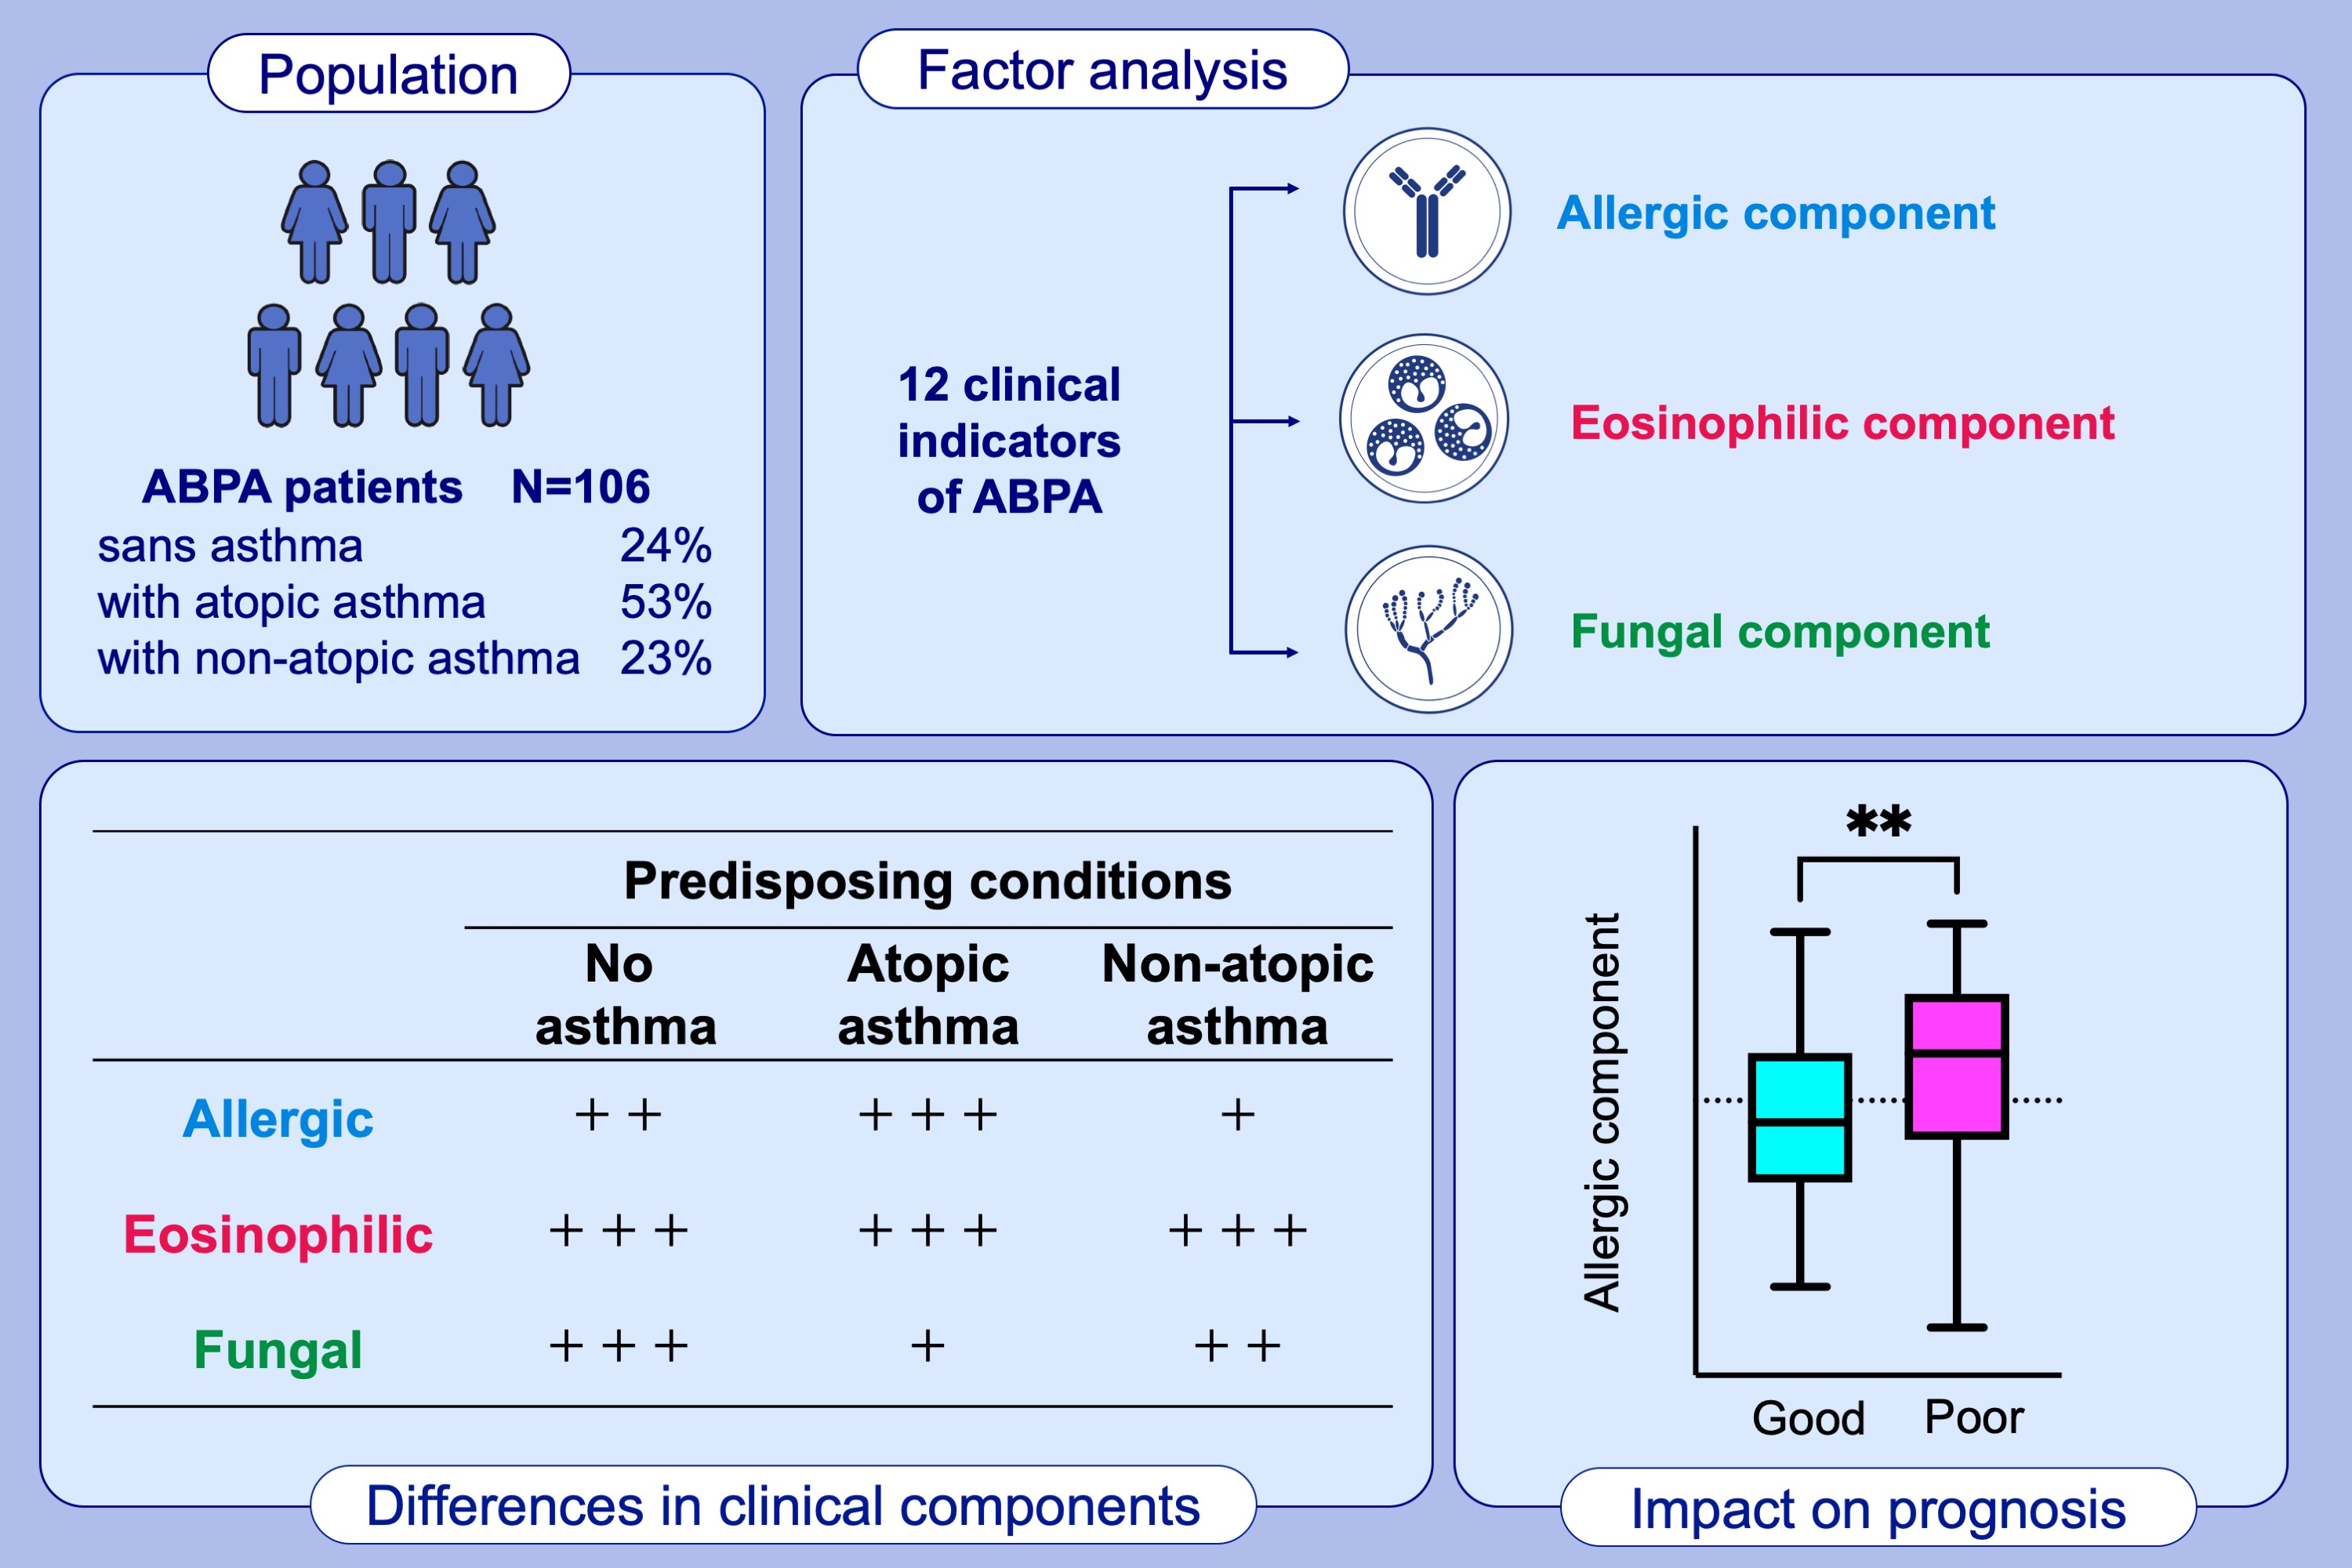 Population
ABPA patients N=106
sans asthma 24%
with atopic asthma 53%
with non-atopic asthma 23%
Factor analysis
12 clinical
indicators
of ABPA
Allergic component
Eosinophilic component
Fungal component
Predisposing conditions
No Atopic Non-atopic
asthma asthma asthma
Allergic + + + + + +
Eosinophilic + + + + + + + + +
Fungal + + + + + +
Differences in clinical components
**
Allergic component
Good Poor
Impact on prognosis